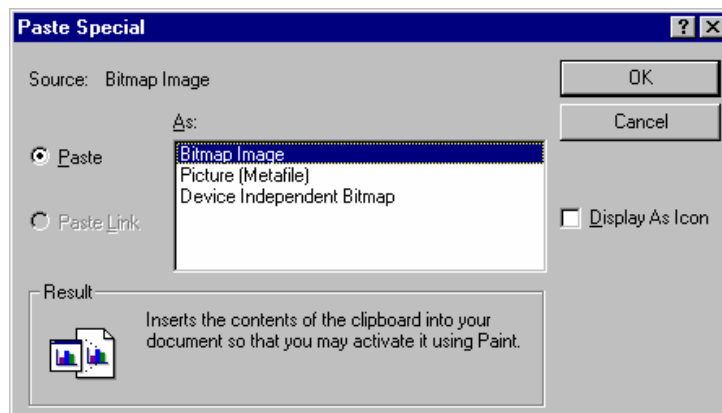 Paste Special
Source: Bitmap Image
OK
As:
Cancel
Paste
Bitmap Image
Picture (Metafile)
Device Independent Bitmap
Paste Link
Display As Icon
Result
Inserts the contents of the clipboard into your
document so that you may activate it using Paint.